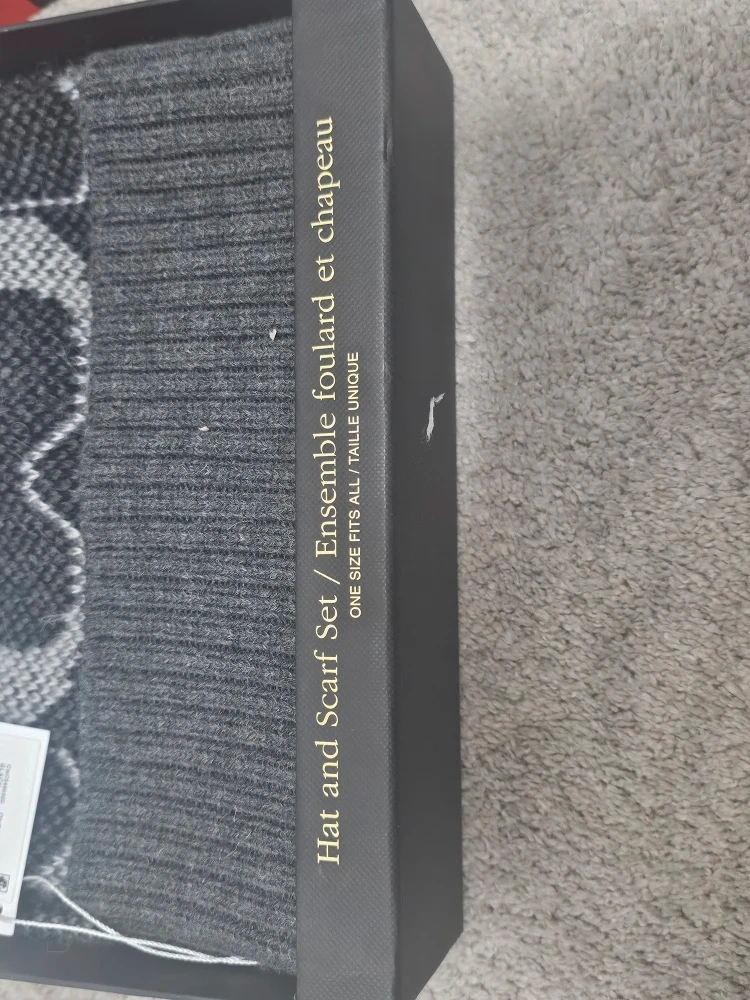 Hat and Scarf Set / Ensemble foulard et chapeau
ONE SIZE FITS ALL / TAILLE UNIQUE